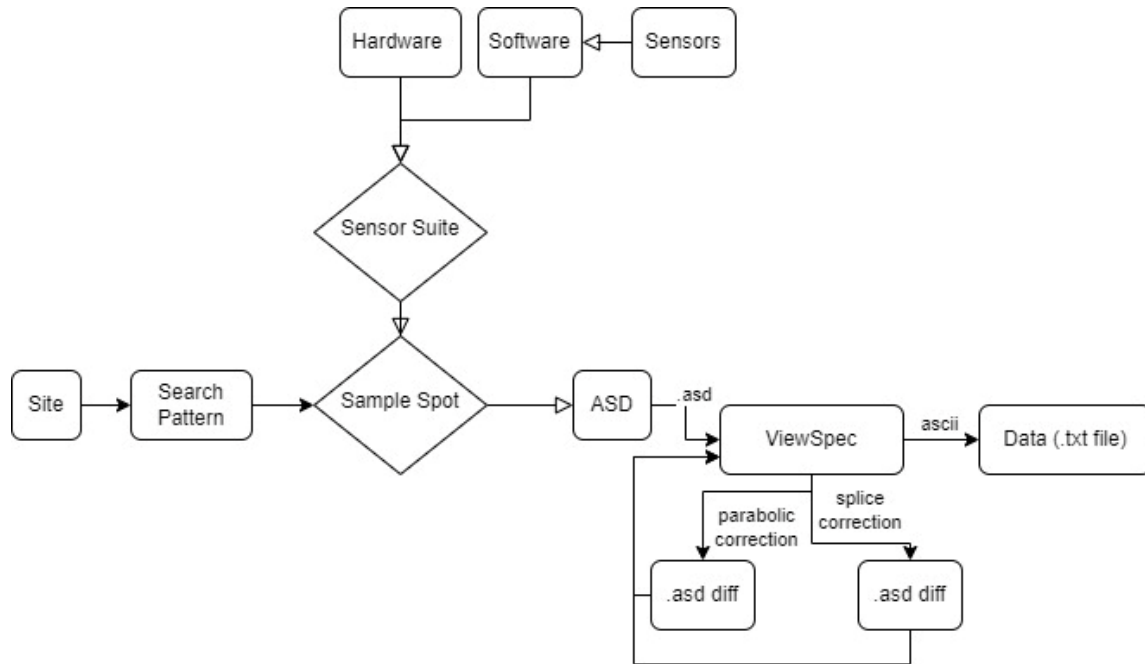 Hardware
Software
Sensors
Sensor Suite
Site
Search
Pattern
Sample Spot
ASD
.asd
ViewSpec
ascii
Data (.txt file)
parabolic
correction
splice
correction
.asd diff
.asd diff